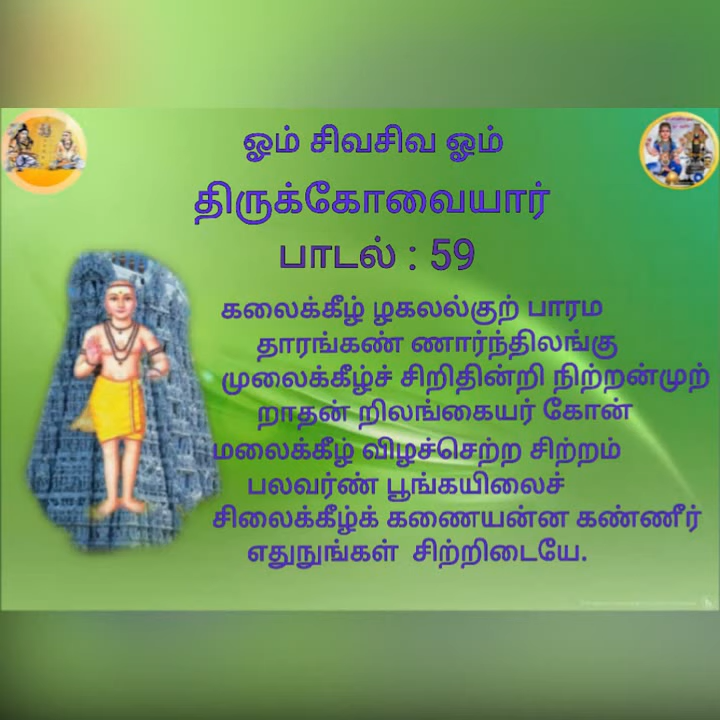 ஓம் சிவசிவ ஓம்
திருக்கோவையார்
பாடல் : 59
கலைக்கீழ் ழகலல்குற் பாரம
தாரங்கண் ணார்ந்திலங்கு
முலைக்கீழ்ச் சிறிதின்றி நிற்றன்முற்
றாதன் றிலங்கையர் கோன்
மலைக்கீழ் விழச்செற்ற சிற்றம்
பலவர்ண் பூங்கயிலைச்
சிலைக்கீழ்க் கணையன்ன கண்ணீர்
எதுநுங்கள் சிற்றிடையே.